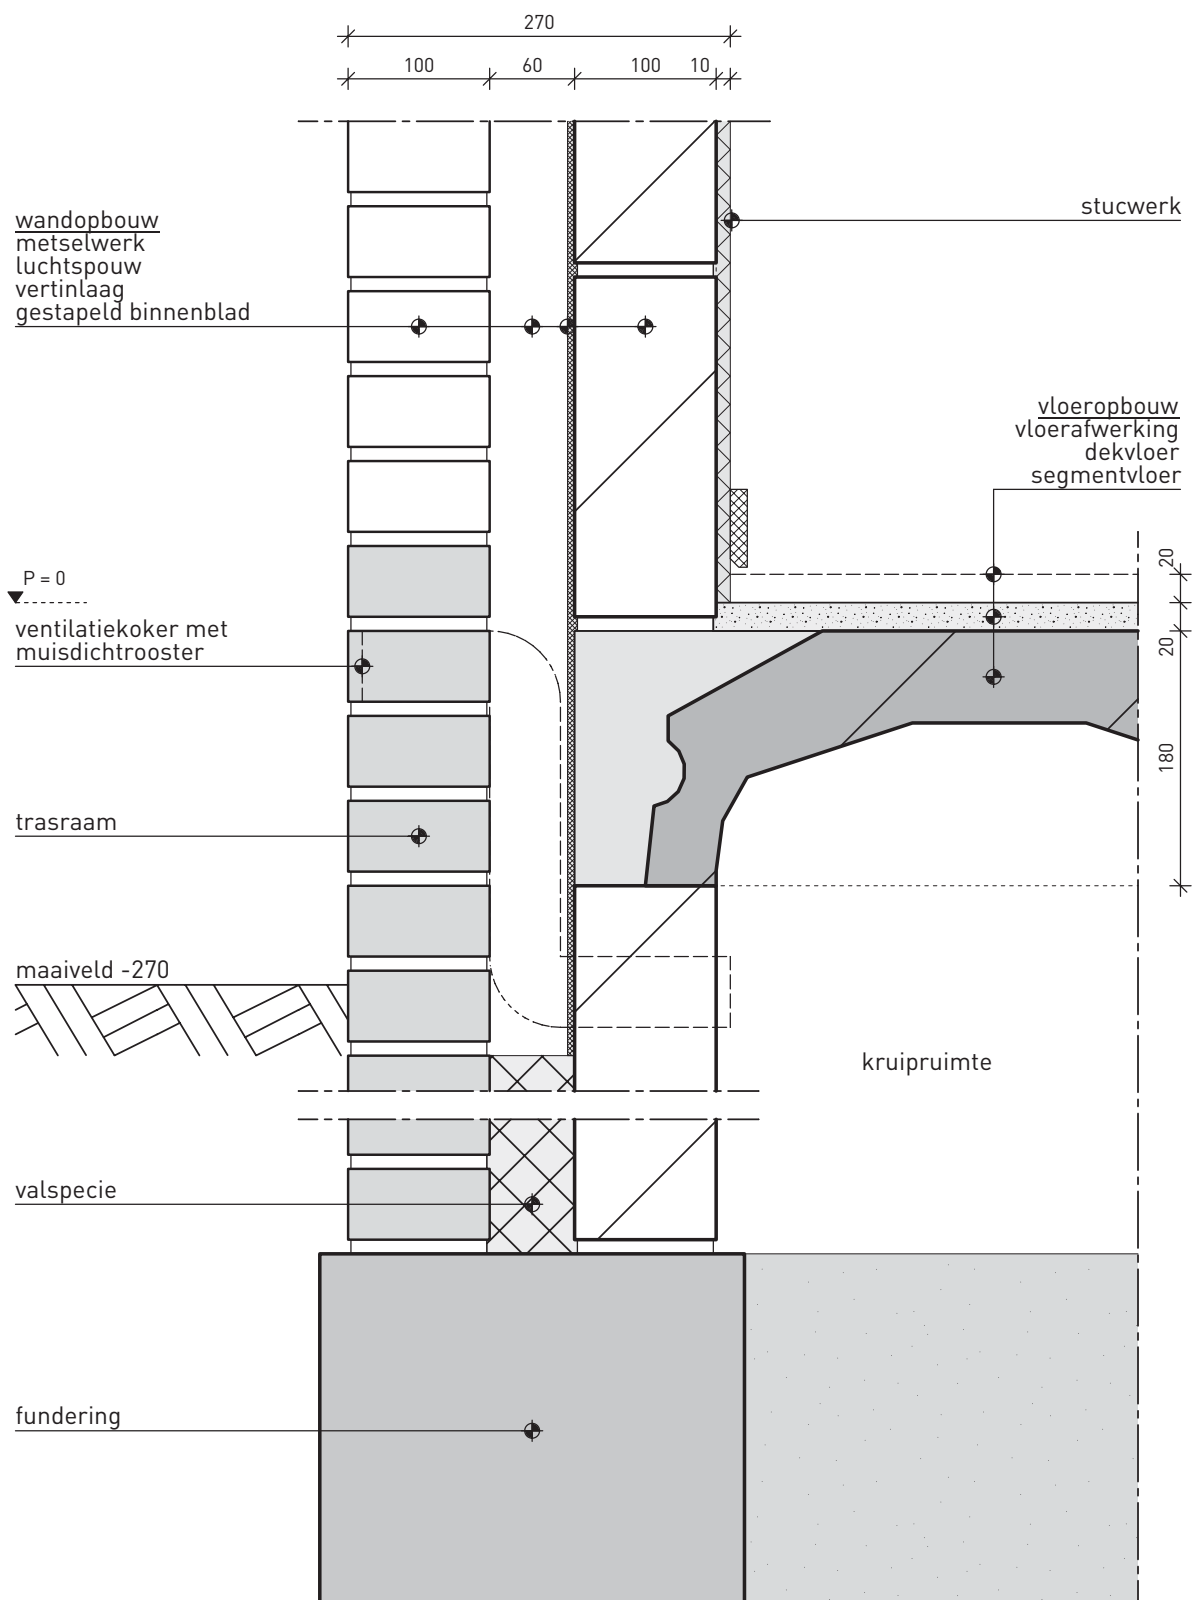 270
100 60 100 10
stucwerk
wandopbouw
metselwerk
luchtspouw
vertinlaag
gestapeld binnenblad
vloeropbouw
vloerafwerking
dekvloer
segmentvloer
20
P = 0
ventilatiekoker met
muisdichtrooster
20
180
trasraam
maaiveld -270
kruipruimte
valspecie
fundering